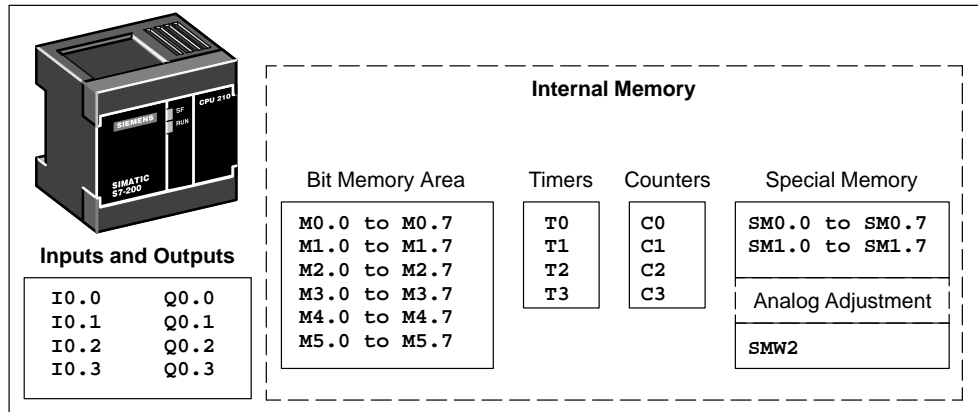 SIEMENS
SF
RUN
CPU 210
SIMATIC
S7-200
Inputs and Outputs
I0.0 Q0.0
I0.1 Q0.1
I0.2 Q0.2
I0.3 Q0.3
Internal Memory
Bit Memory Area
M0.0 to M0.7
M1.0 to M1.7
M2.0 to M2.7
M3.0 to M3.7
M4.0 to M4.7
M5.0 to M5.7
Timers
T0
T1
T2
T3
Counters
C0
C1
C2
C3
Special Memory
SM0.0 to SM0.7
SM1.0 to SM1.7
Analog Adjustment
SMW2